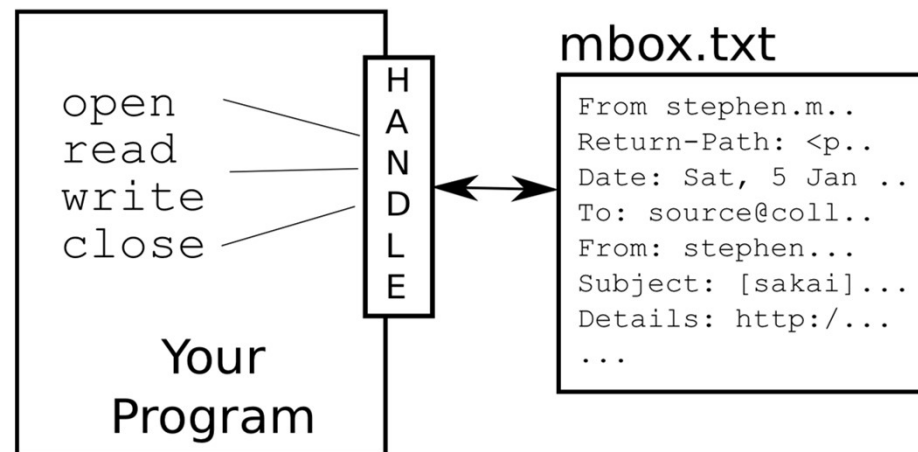 open
read
write
close
Your
Program
HANDLE
mbox.txt
From stephen.m..
Return-Path: <p..
Date: Sat, 5 Jan ..
To: source@coll..
From: stephen...
Subject: [sakai]...
Details: http:/...
...